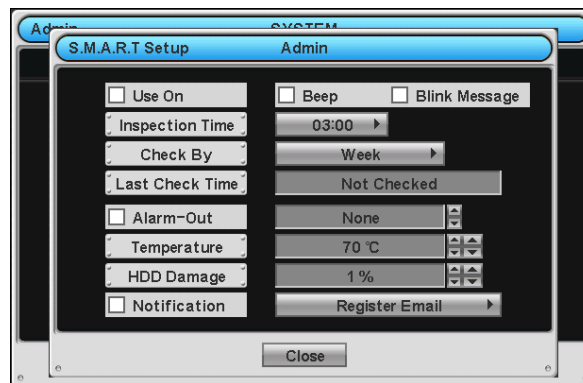 Admin SYSTEM
S.M.A.R.T Setup Admin
Use On Beep Blink Message
Inspection Time 03:00
Check By Week
Last Check Time Not Checked
Alarm-Out None
Temperature 70 ℃
HDD Damage 1 %
Notification Register Email
Close